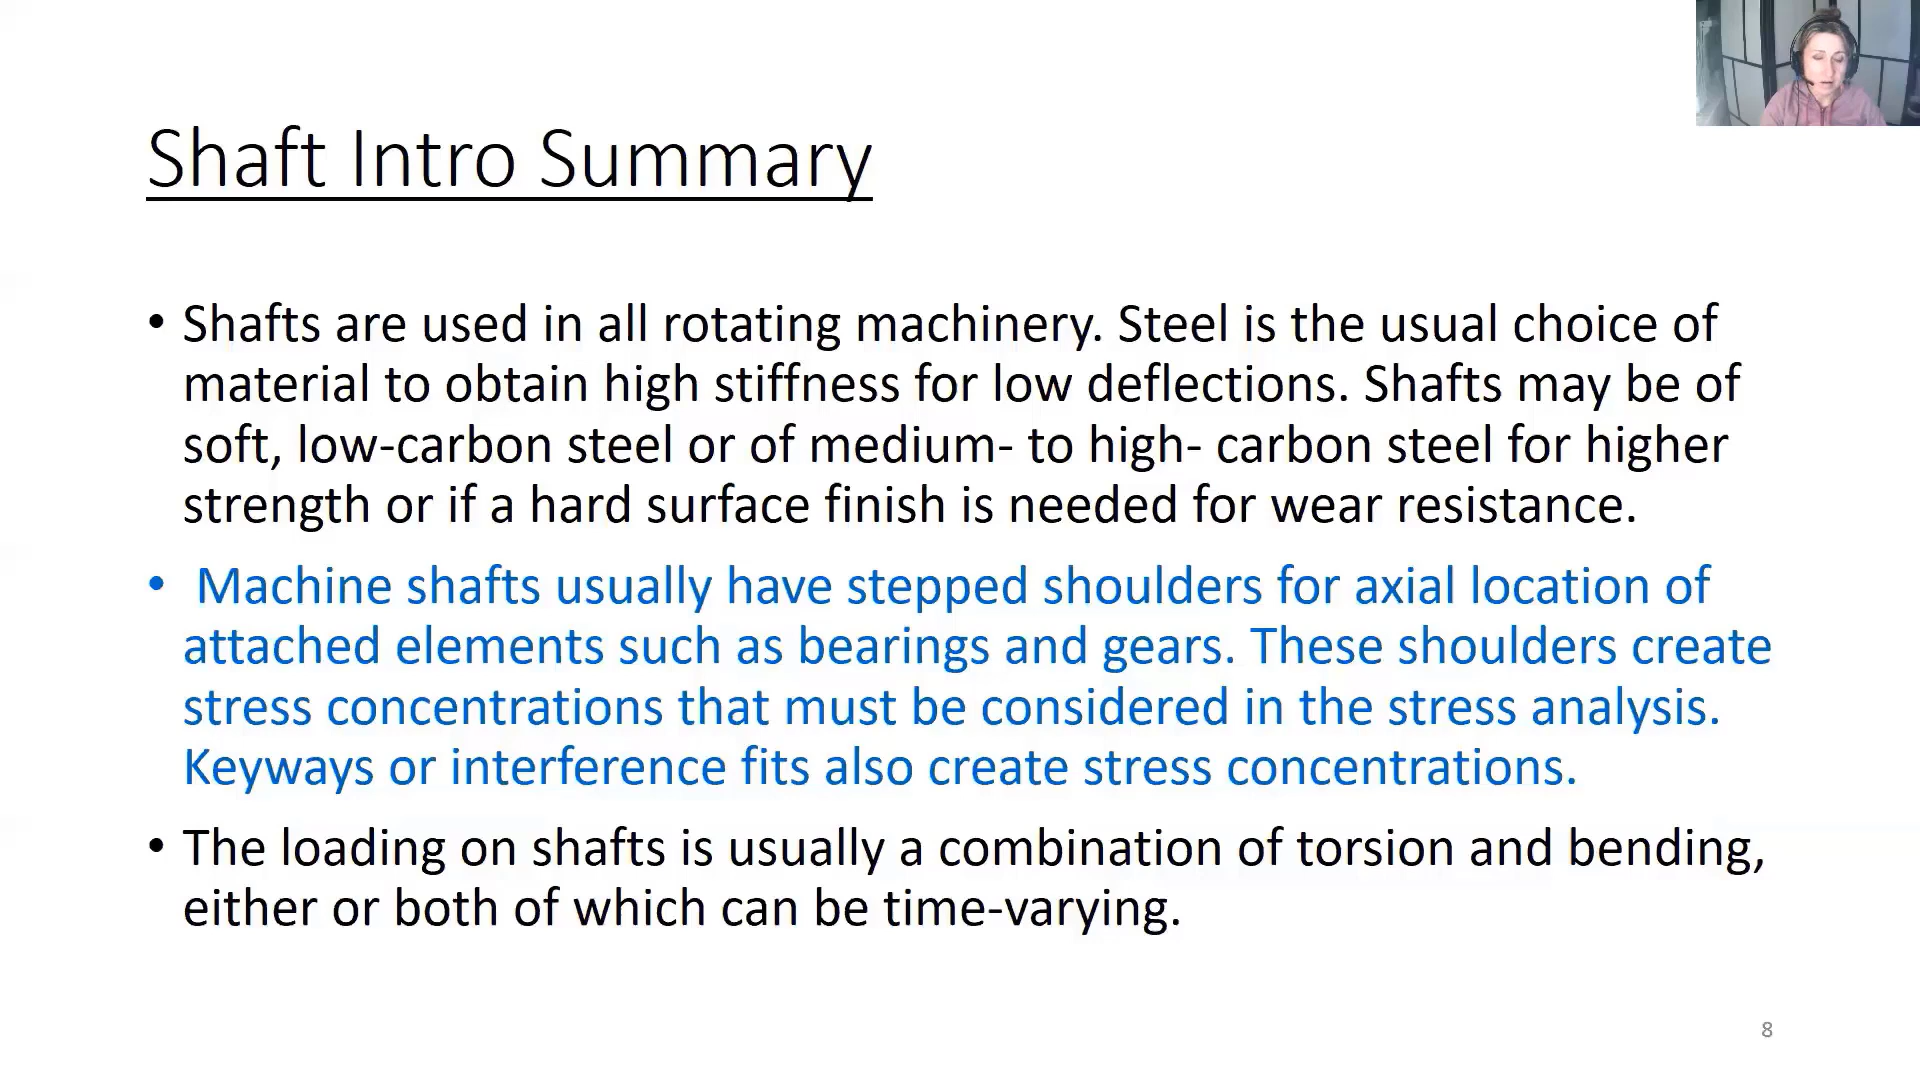 Shaft Intro Summary
• Shafts are used in all rotating machinery. Steel is the usual choice of
material to obtain high stiffness for low deflections. Shafts may be of
soft, low-carbon steel or of medium- to high- carbon steel for higher
strength or if a hard surface finish is needed for wear resistance.
• Machine shafts usually have stepped shoulders for axial location of
attached elements such as bearings and gears. These shoulders create
stress concentrations that must be considered in the stress analysis.
Keyways or interference fits also create stress concentrations.
• The loading on shafts is usually a combination of torsion and bending,
either or both of which can be time-varying.
8